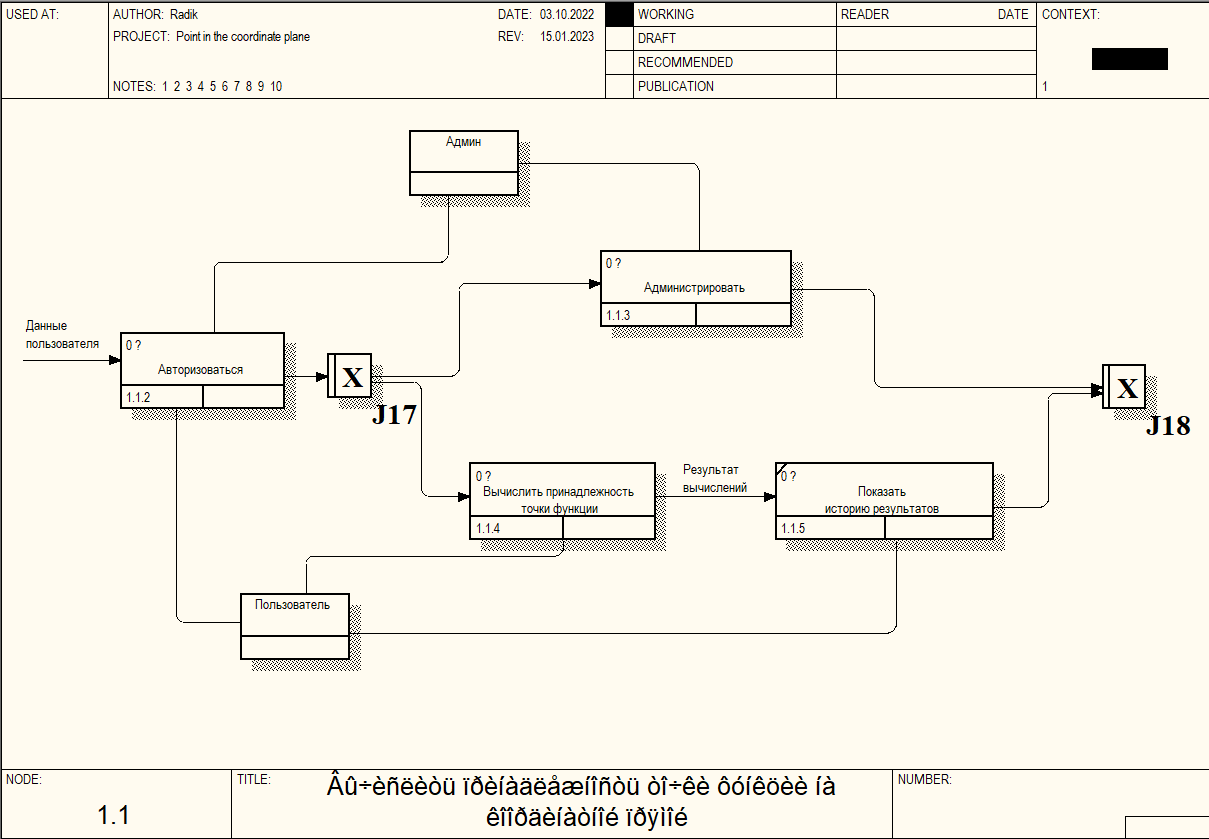 USED AT:
AUTHOR: Radik
DATE: 03.10.2022
WORKING
READER
DATE
CONTEXT:
PROJECT: Point in the coordinate plane
REV: 15.01.2023
DRAFT
RECOMMENDED
NOTES: 1 2 3 4 5 6 7 8 9 10
PUBLICATION
1
Админ
0 ?
Администрировать
1.1.3
Данные
пользователя
0 ?
Авторизоваться
1.1.2
X
J17
X
J18
0 ?
Вычислить принадлежность
точки функции
1.1.4
Результат
вычислений
0 ?
Показать
историю результатов
1.1.5
Пользователь
NODE:
1.1
TITLE:
Âû÷èñëèòü ïðèíàäëåæíîñòü òî÷êè ôóíêöèè íà
êîîðäèíàòíîé ïðÿìîé
NUMBER: